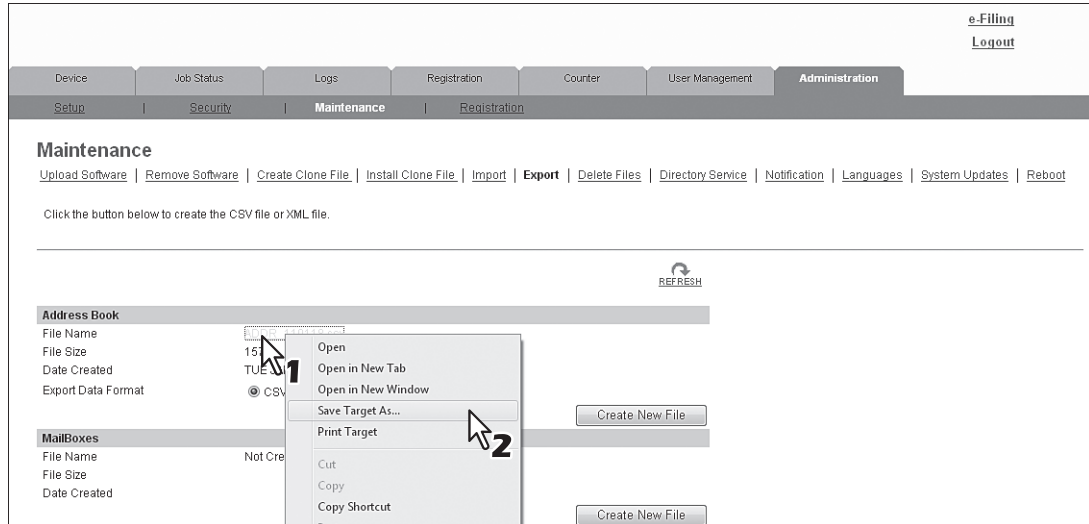 e-Filing
Logout
Device Job Status Logs Registration Counter User Management Administration
Setup | Security | Maintenance | Registration
Maintenance
Upload Software | Remove Software | Create Clone File | Install Clone File | Import | Export | Delete Files | Directory Service | Notification | Languages | System Updates | Reboot
Click the button below to create the CSV file or XML file.
REFRESH
Address Book
File Name
File Size
Date Created TUE
Export Data Format CSV
Open
Open in New Tab
Open in New Window
Save Target As...
Print Target
Cut
Copy
Copy Shortcut
1
2
Create New File
MailBoxes
File Name Not Cre
File Size
Date Created
Create New File